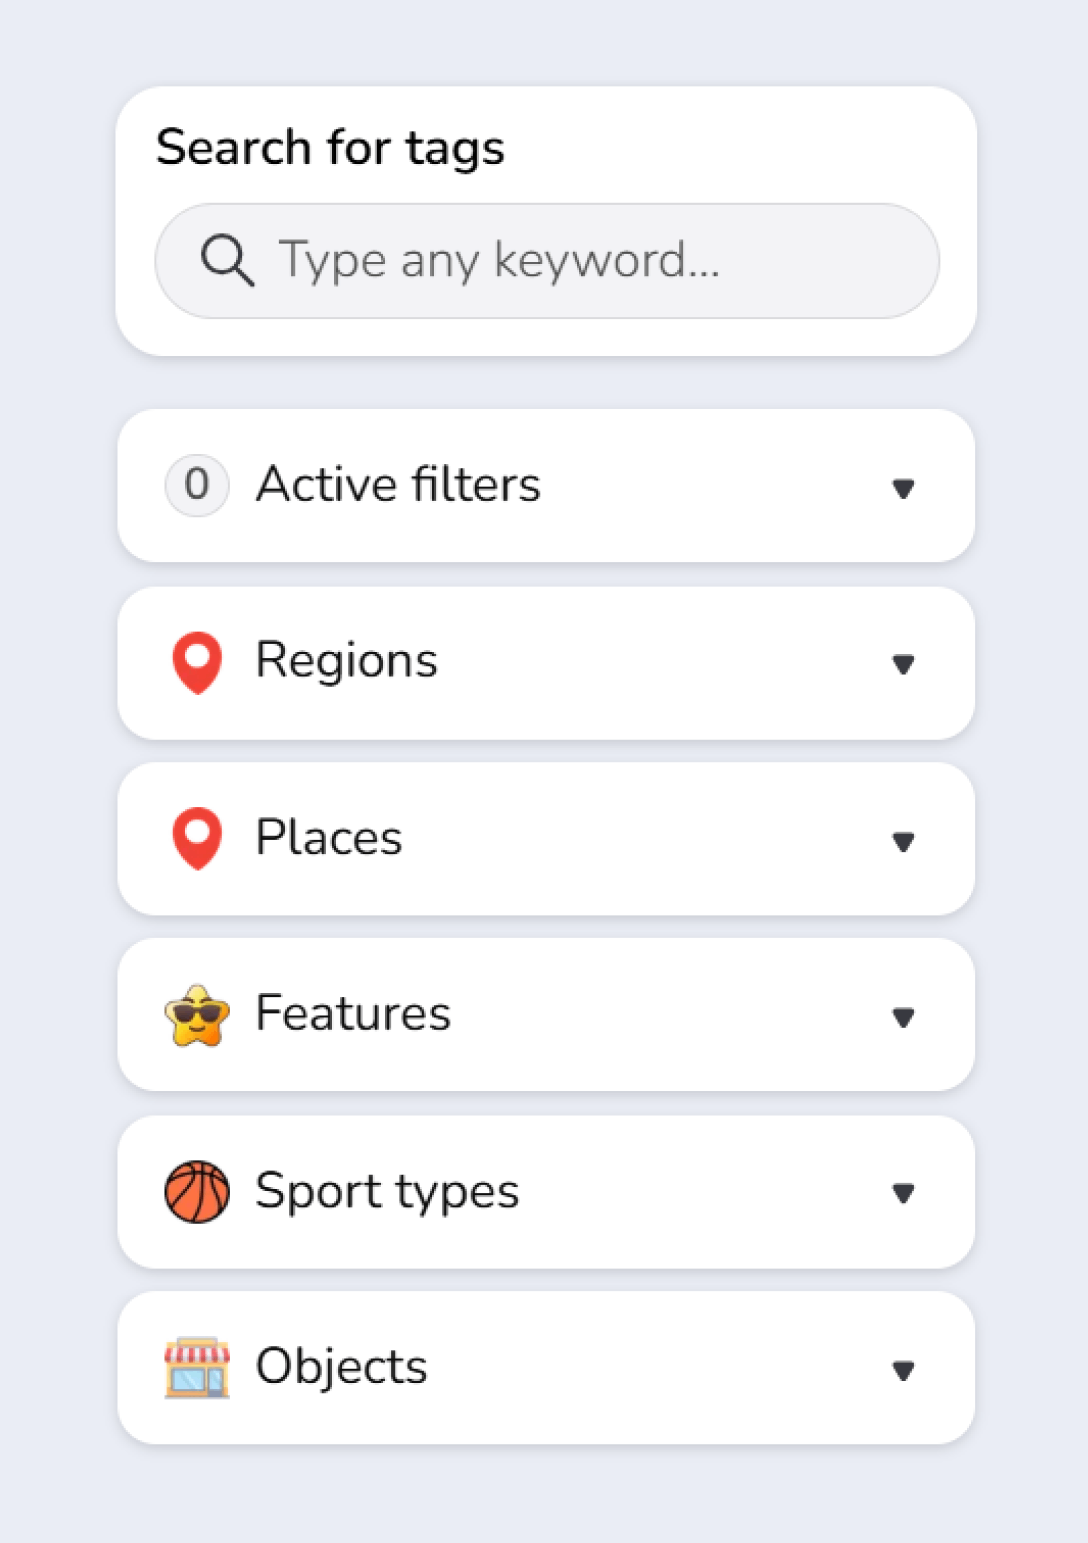 Search for tags
Type any keyword...
0 Active filters
Regions
Places
Features
Sport types
Objects